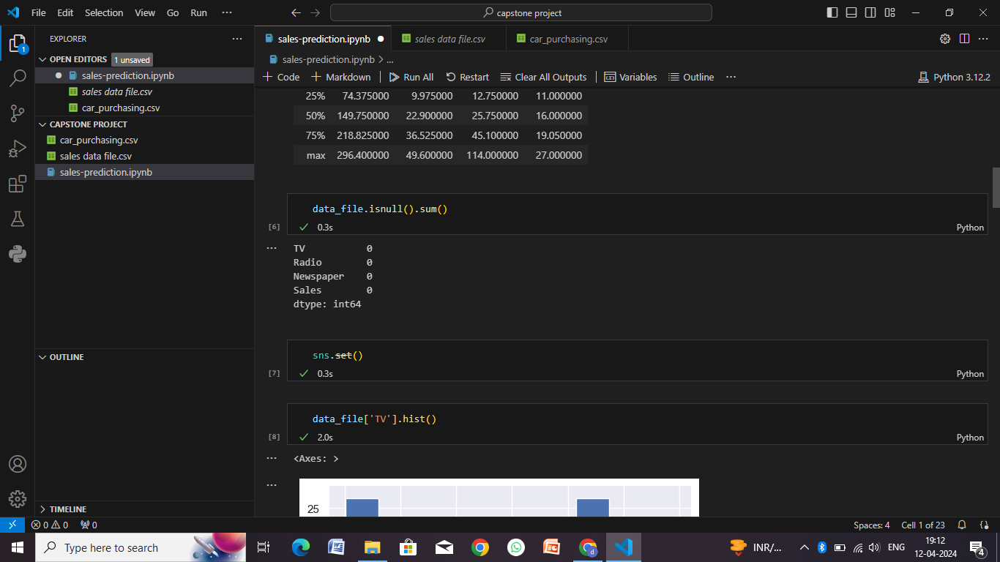 File Edit Selection View Go Run ···
capstone project
EXPLORER ···
OPEN EDITORS 1 unsaved
sales-prediction.ipynb
sales data file.csv
car_purchasing.csv
CAPSTONE PROJECT
car_purchasing.csv
sales data file.csv
sales-prediction.ipynb
OUTLINE
TIMELINE
1
sales-prediction.ipynb
sales data file.csv
car_purchasing.csv
···
sales-prediction.ipynb > ...
+ Code + Markdown Run All Restart Clear All Outputs Variables Outline ··· Python 3.12.2
25% 74.375000 9.975000 12.750000 11.000000
50% 149.750000 22.900000 25.750000 16.000000
75% 218.825000 36.525000 45.100000 19.050000
max 296.400000 49.600000 114.000000 27.000000
data_file.isnull().sum()
[6] ✓ 0.3s Python
··· TV 0
Radio 0
Newspaper 0
Sales 0
dtype: int64
sns.set()
[7] ✓ 0.3s Python
data_file['TV'].hist()
[8] ✓ 2.0s Python
··· <Axes: >
···
25
0 0 0 Spaces: 4 Cell 1 of 23
Type here to search
INR/... ENG 19:12
12-04-2024
4